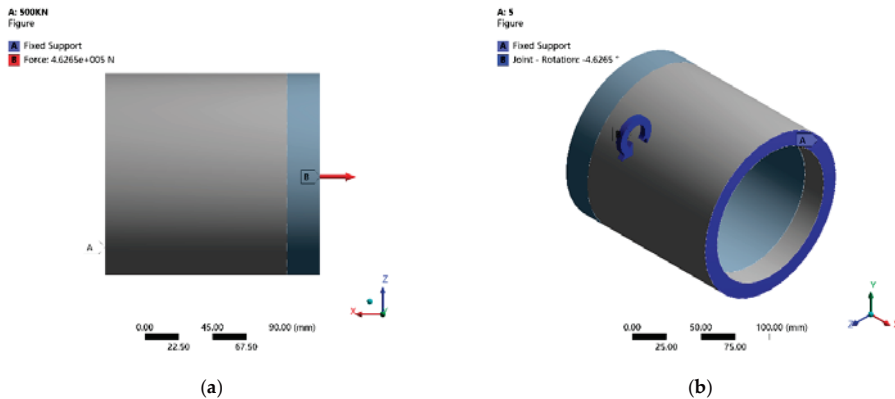 A: 500KN
Figure
A Fixed Support
B Force: 4.6265e+005 N
B
A
Z
X
Y
0.00 45.00 90.00 (mm)
22.50 67.50
(a)
A: 5
Figure
A Fixed Support
B Joint - Rotation: -4.6265 °
A
Y
Z
X
0.00 50.00 100.00 (mm)
25.00 75.00
(b)